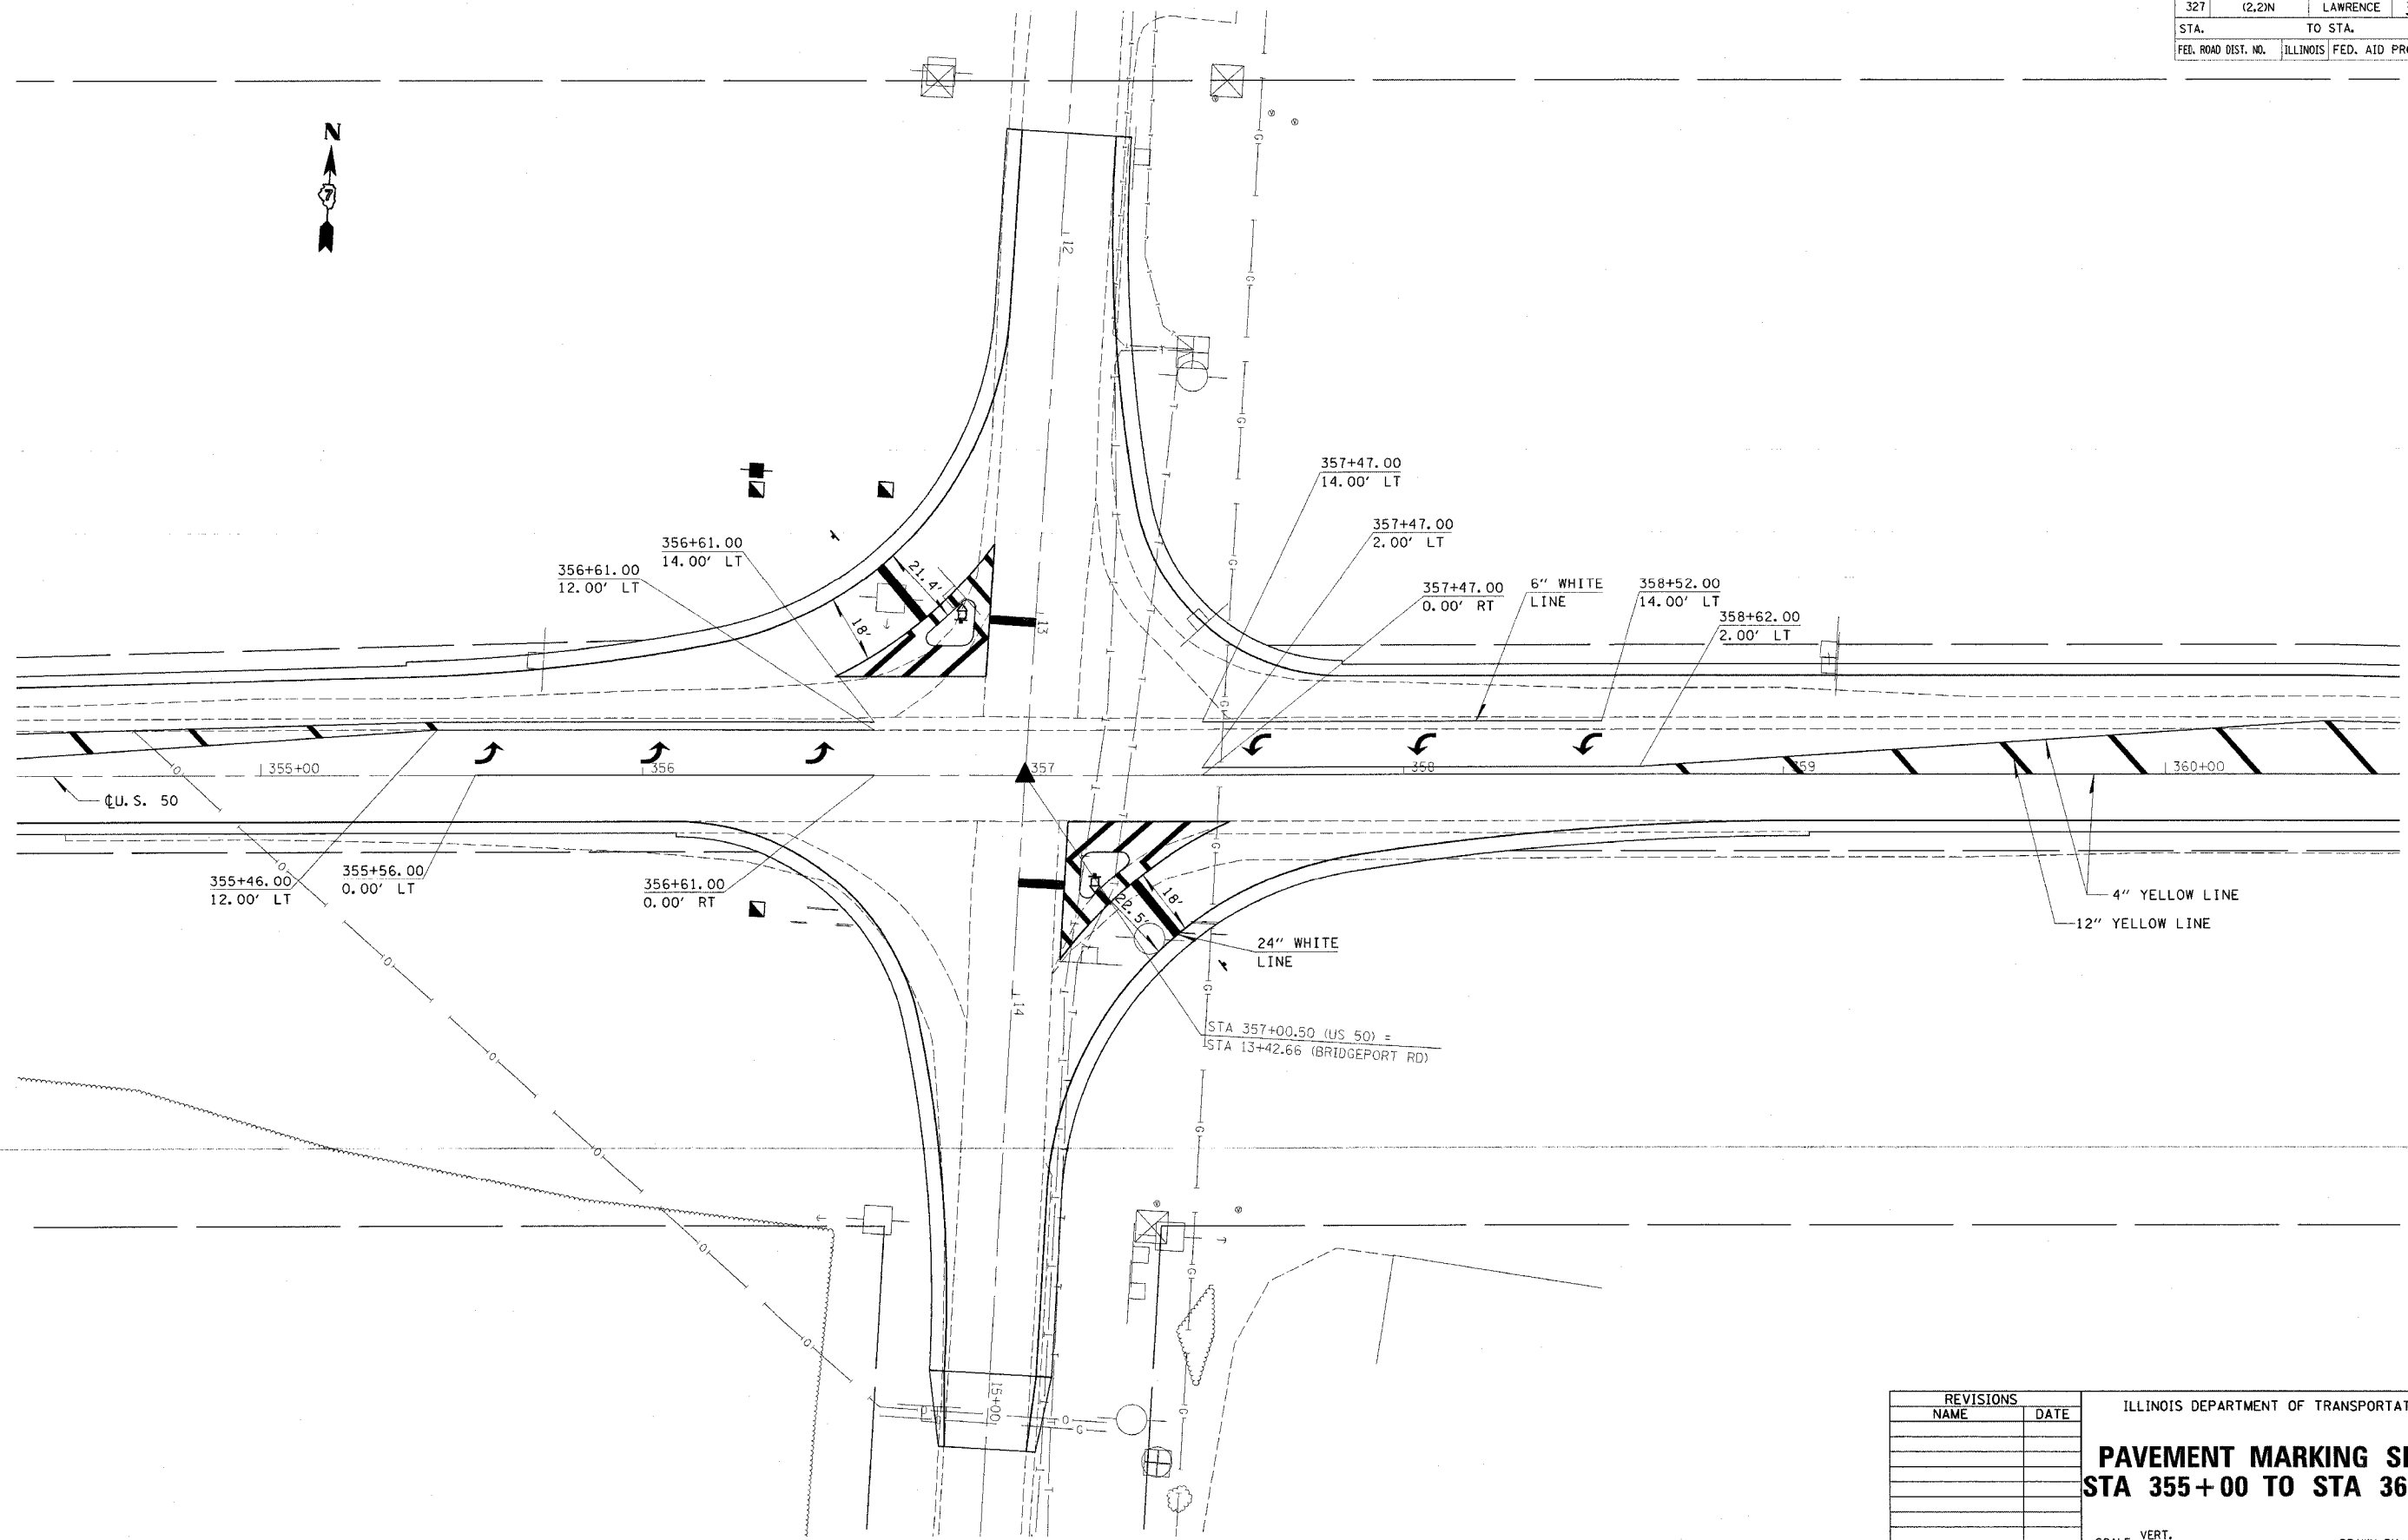 327 (2,2)N LAWRENCE
STA. TO STA.
FED. ROAD DIST. NO. ILLINOIS FED. AID
N
7
12
357+47.00
14.00' LT
357+47.00
2.00' LT
356+61.00
14.00' LT
356+61.00
12.00' LT
21.4'
18'
13
357+47.00
0.00' RT
6" WHITE
LINE
358+52.00
14.00' LT
358+62.00
2.00' LT
355+00
356
357
358
359
360+00
℄U.S. 50
355+46.00
12.00' LT
355+56.00
0.00' LT
356+61.00
0.00' RT
18'
22.5'
24" WHITE
LINE
4" YELLOW LINE
12" YELLOW LINE
14
STA 357+00.50 (US 50) =
STA 13+42.66 (BRIDGEPORT RD)
15+00
REVISIONS
NAME DATE
ILLINOIS DEPARTMENT OF
PAVEMENT MARKING
STA 355+00 TO STA
VERT.